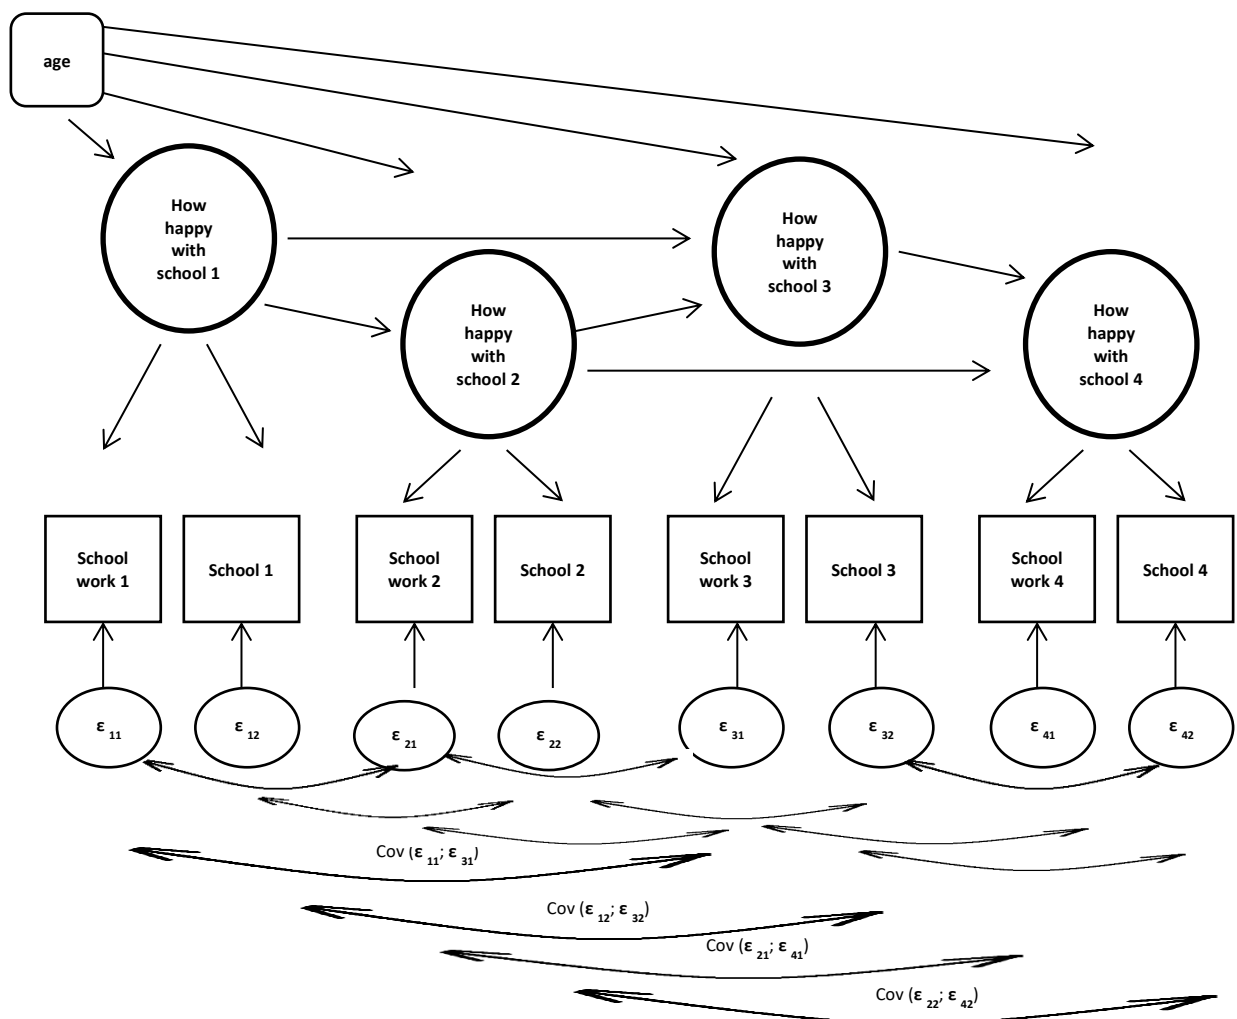 age
How
happy
with
school 1
How
happy
with
school 2
How
happy
with
school 3
How
happy
with
school 4
School
work 1
School 1
School
work 2
School 2
School
work 3
School 3
School
work 4
School 4
ε 11
ε 12
ε 21
ε 22
ε 31
ε 32
ε 41
ε 42
Cov (ε 11; ε 31)
Cov (ε 12; ε 32)
Cov (ε 21; ε 41)
Cov (ε 22; ε 42)